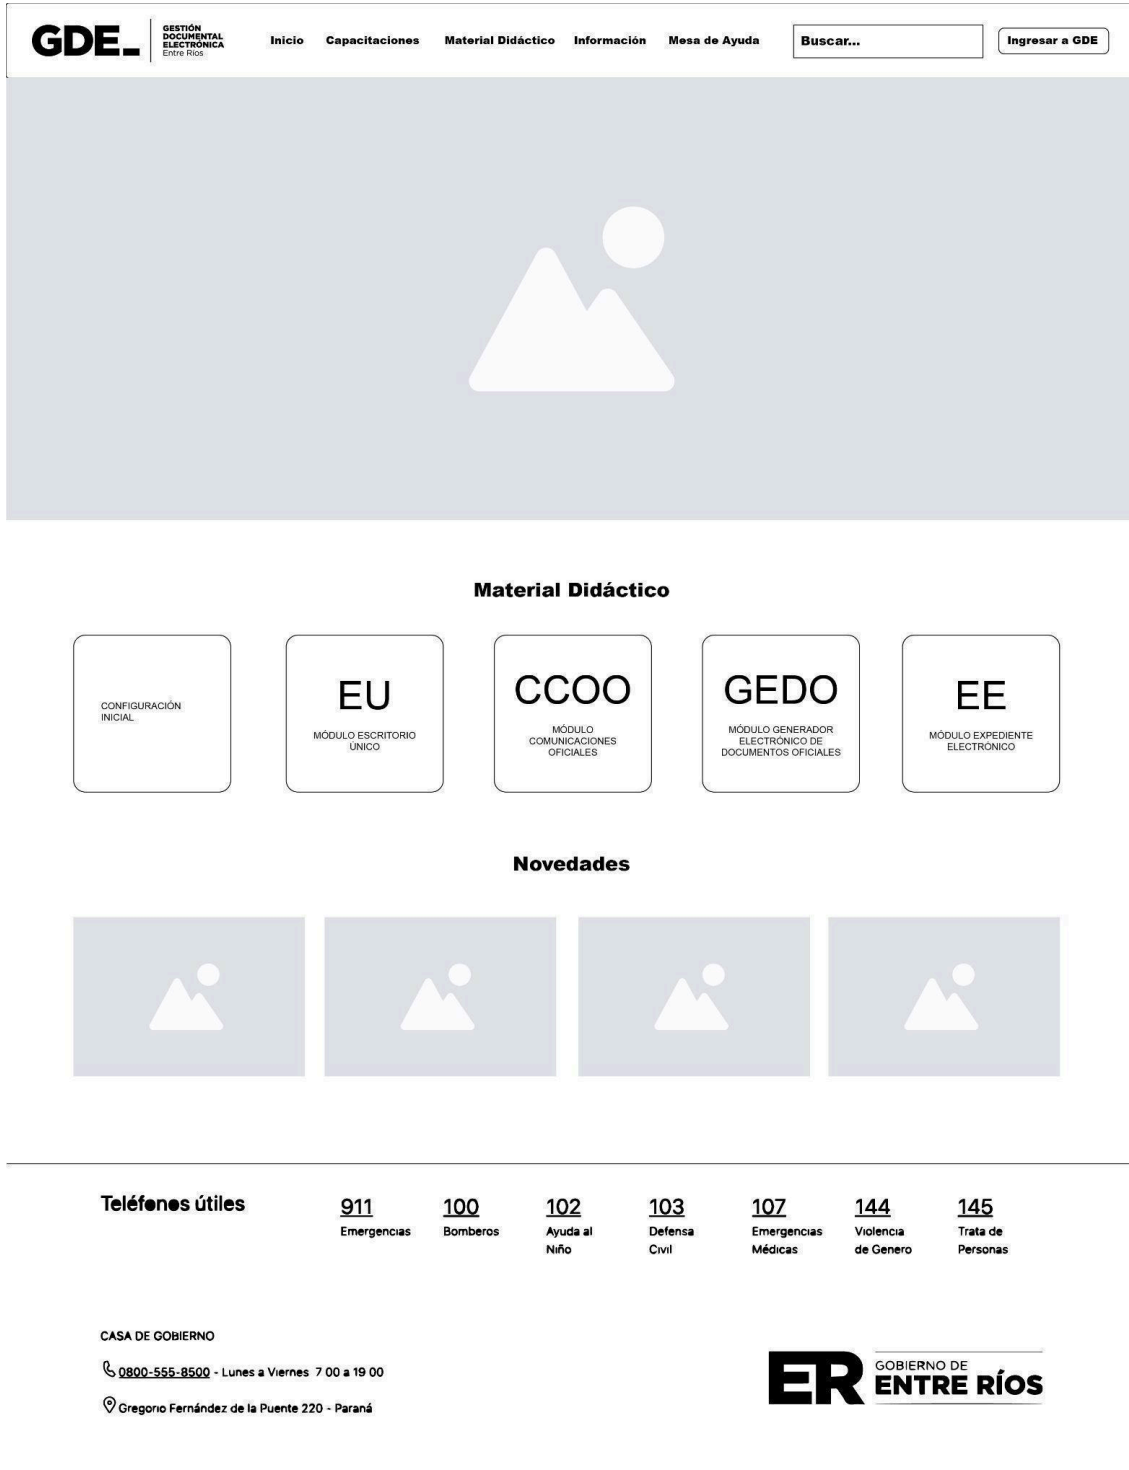 GDE_
GESTIÓN
DOCUMENTAL
ELECTRÓNICA
Entre Ríos
Inicio Capacitaciones Material Didáctico Información Mesa de Ayuda Buscar... Ingresar a GDE
Material Didáctico
CONFIGURACIÓN
INICIAL
EU
MÓDULO ESCRITORIO
ÚNICO
CCOO
MÓDULO
COMUNICACIONES
OFICIALES
GEDO
MÓDULO GENERADOR
ELECTRÓNICO DE
DOCUMENTOS OFICIALES
EE
MÓDULO EXPEDIENTE
ELECTRÓNICO
Novedades
Teléfonos útiles
911
Emergencias
100
Bomberos
102
Ayuda al
Niño
103
Defensa
Civil
107
Emergencias
Médicas
144
Violencia
de Genero
145
Trata de
Personas
CASA DE GOBIERNO
0800-555-8500 - Lunes a Viernes 7 00 a 19 00
Gregorio Fernández de la Puente 220 - Paraná
ER
GOBIERNO DE
ENTRE RÍOS